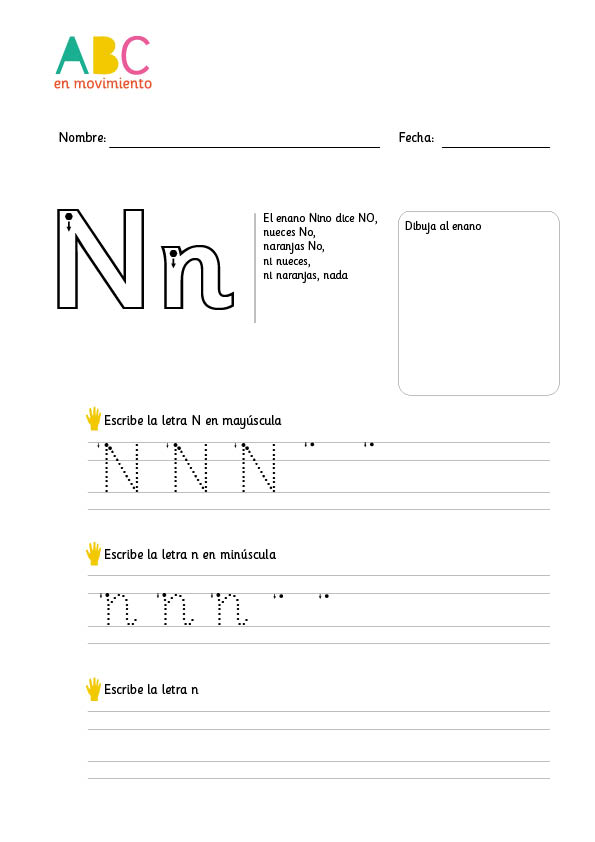 ABC
en movimiento
Nombre:
Fecha:
Nn
El enano Nino dice NO,
nueces No,
naranjas No,
ni nueces,
ni naranjas, nada
Dibuja al enano
Escribe la letra N en mayúscula
N N N
Escribe la letra n en minúscula
n n n
Escribe la letra n